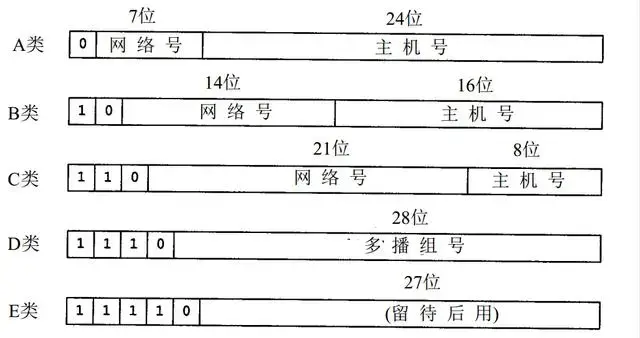 7位 24位
A类 0 网络号 主机号
14位 16位
B类 1 0 网络号 主机号
21位 8位
C类 1 1 0 网络号 主机号
28位
D类 1 1 1 0 多播组号
27位
E类 1 1 1 1 0 (留待后用)